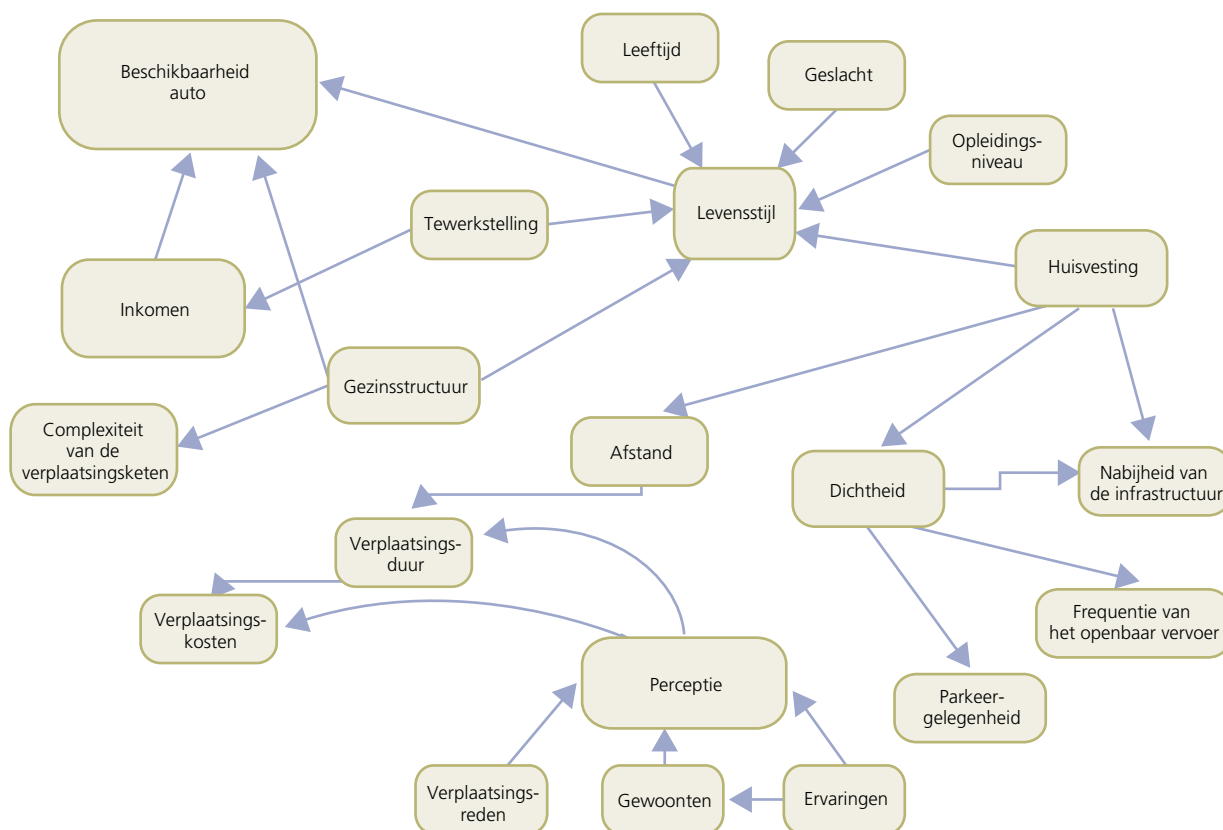 Leeftijd
Geslacht
Beschikbaarheid
auto
Opleidings-
niveau
Tewerkstelling
Levensstijl
Huisvesting
Inkomen
Gezinsstructuur
Complexiteit
van de
verplaatsingsketen
Afstand
Dichtheid
Nabijheid van
de infrastructuur
Verplaatsings-
duur
Verplaatsings-
kosten
Frequentie van
het openbaar vervoer
Perceptie
Parkeer-
gelegenheid
Verplaatsings-
reden
Gewoonten
Ervaringen